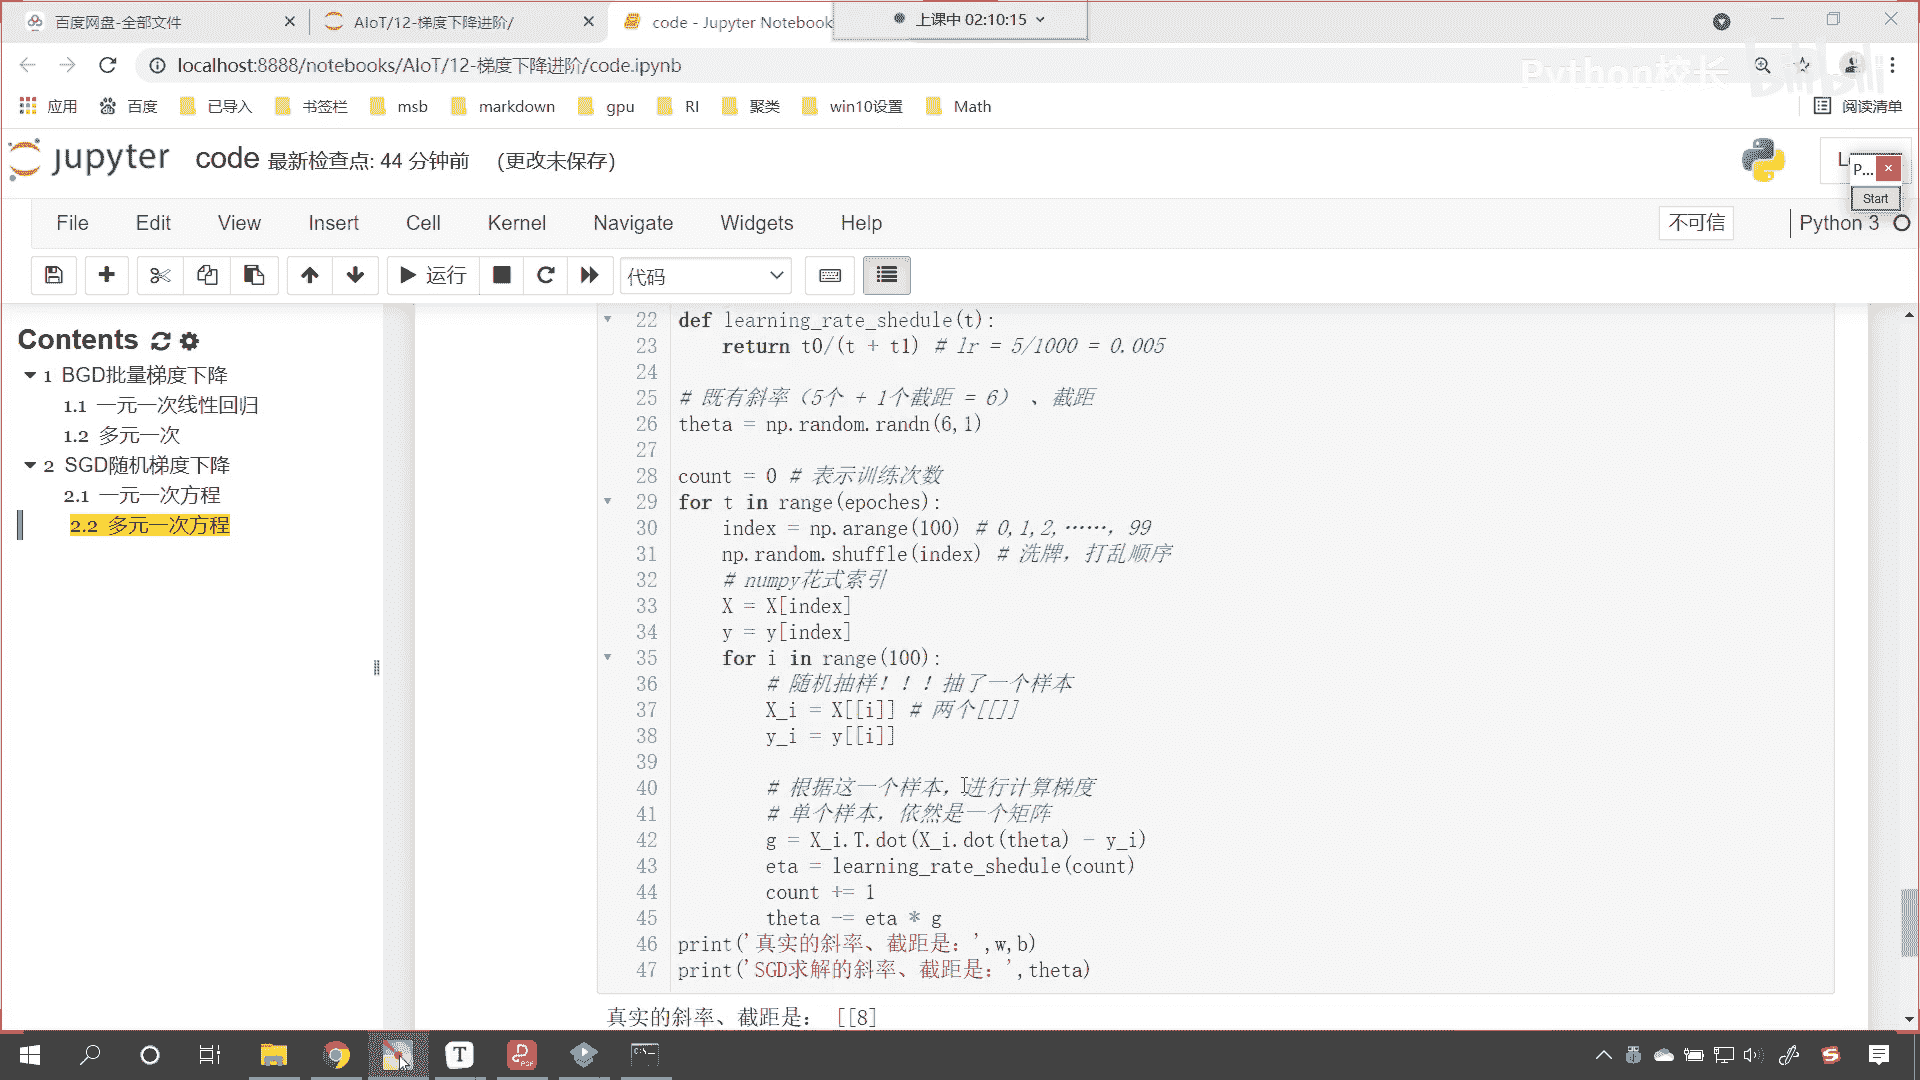 百度网盘-全部文件
AIoT/12-梯度下降进阶/
code - Jupyter Notebook
上课中 02:10:15
localhost:8888/notebooks/AIoT/12-梯度下降进阶/code.ipynb
Python校长
bilibili
应用
百度
已导入
书签栏
msb
markdown
gpu
RI
聚类
win10设置
Math
阅读清单
jupyter code 最新检查点: 44 分钟前 (更改未保存)
P...
Start
File Edit View Insert Cell Kernel Navigate Widgets Help
不可信
Python 3
运行
代码
Contents
1 BGD批量梯度下降
1.1 一元一次线性回归
1.2 多元一次
2 SGD随机梯度下降
2.1 一元一次方程
2.2 多元一次方程
22 def learning_rate_shedule(t):
23 return t0/(t + t1) # lr = 5/1000 = 0.005
24
25 # 既有斜率（5个 + 1个截距 = 6） 、截距
26 theta = np.random.randn(6,1)
27
28 count = 0 # 表示训练次数
29 for t in range(epoches):
30 index = np.arange(100) # 0,1,2,……，99
31 np.random.shuffle(index) # 洗牌，打乱顺序
32 # numpy花式索引
33 X = X[index]
34 y = y[index]
35 for i in range(100):
36 # 随机抽样！！！抽了一个样本
37 X_i = X[[i]] # 两个[[]]
38 y_i = y[[i]]
39
40 # 根据这一个样本，进行计算梯度
41 # 单个样本，依然是一个矩阵
42 g = X_i.T.dot(X_i.dot(theta) - y_i)
43 eta = learning_rate_shedule(count)
44 count += 1
45 theta -= eta * g
46 print('真实的斜率、截距是：',w,b)
47 print('SGD求解的斜率、截距是：',theta)
真实的斜率、截距是： [[8]